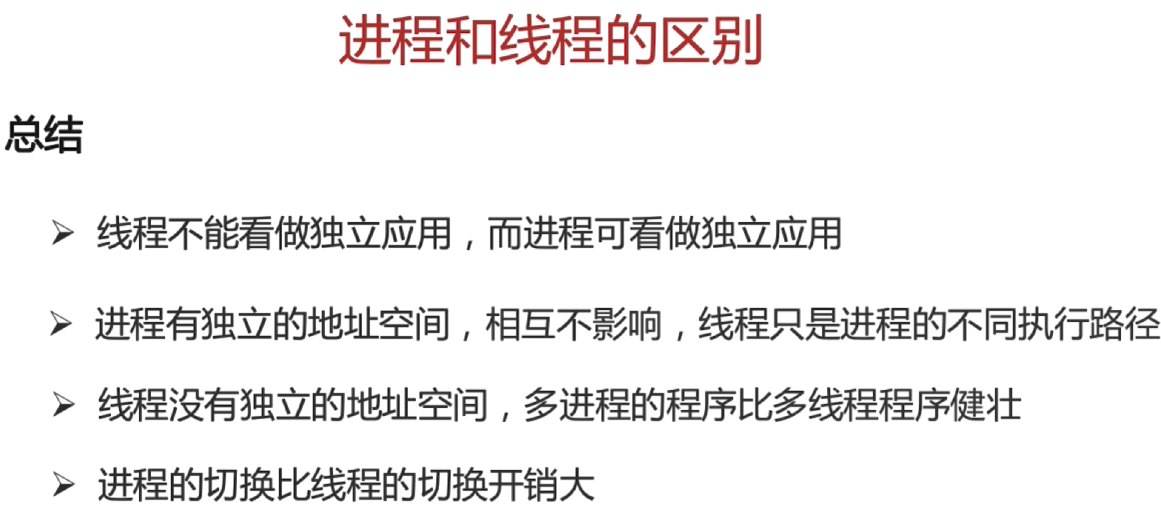 进程和线程的区别
总结
➢ 线程不能看做独立应用，而进程可看做独立应用
➢ 进程有独立的地址空间，相互不影响，线程只是进程的不同执行路径
➢ 线程没有独立的地址空间，多进程的程序比多线程程序健壮
➢ 进程的切换比线程的切换开销大